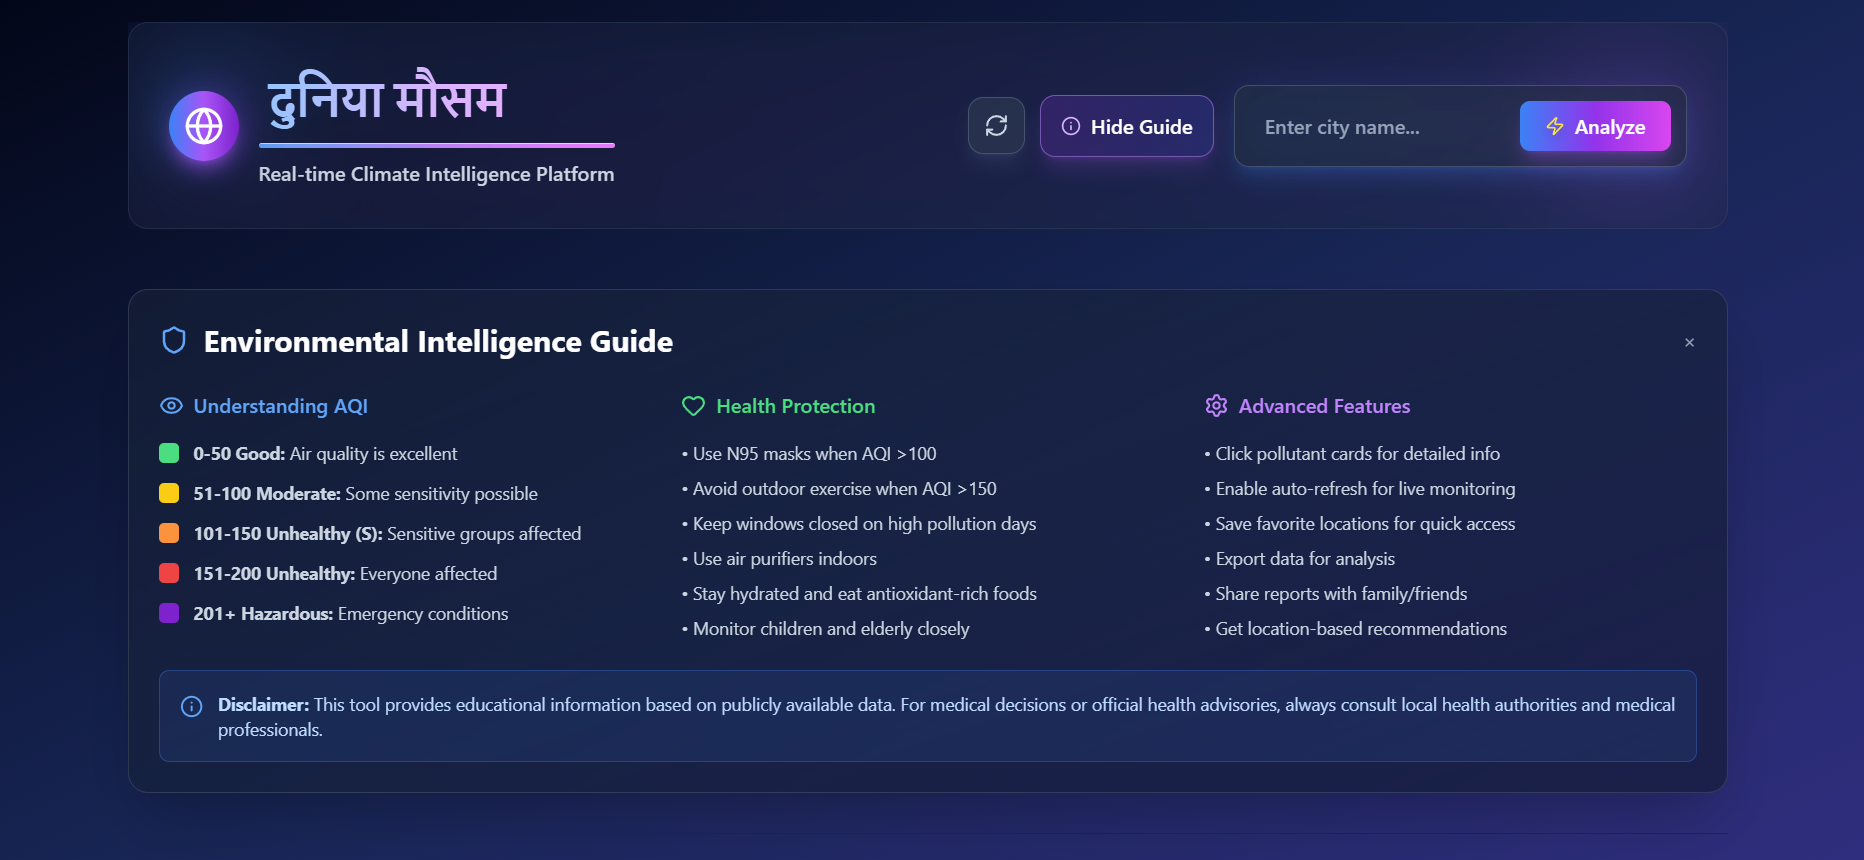 दुनिया मौसम
Real-time Climate Intelligence Platform
Hide Guide
Enter city name...
Analyze
Environmental Intelligence Guide
×
Understanding AQI
0-50 Good: Air quality is excellent
51-100 Moderate: Some sensitivity possible
101-150 Unhealthy (S): Sensitive groups affected
151-200 Unhealthy: Everyone affected
201+ Hazardous: Emergency conditions
Health Protection
• Use N95 masks when AQI >100
• Avoid outdoor exercise when AQI >150
• Keep windows closed on high pollution days
• Use air purifiers indoors
• Stay hydrated and eat antioxidant-rich foods
• Monitor children and elderly closely
Advanced Features
• Click pollutant cards for detailed info
• Enable auto-refresh for live monitoring
• Save favorite locations for quick access
• Export data for analysis
• Share reports with family/friends
• Get location-based recommendations
Disclaimer: This tool provides educational information based on publicly available data. For medical decisions or official health advisories, always consult local health authorities and medical
professionals.